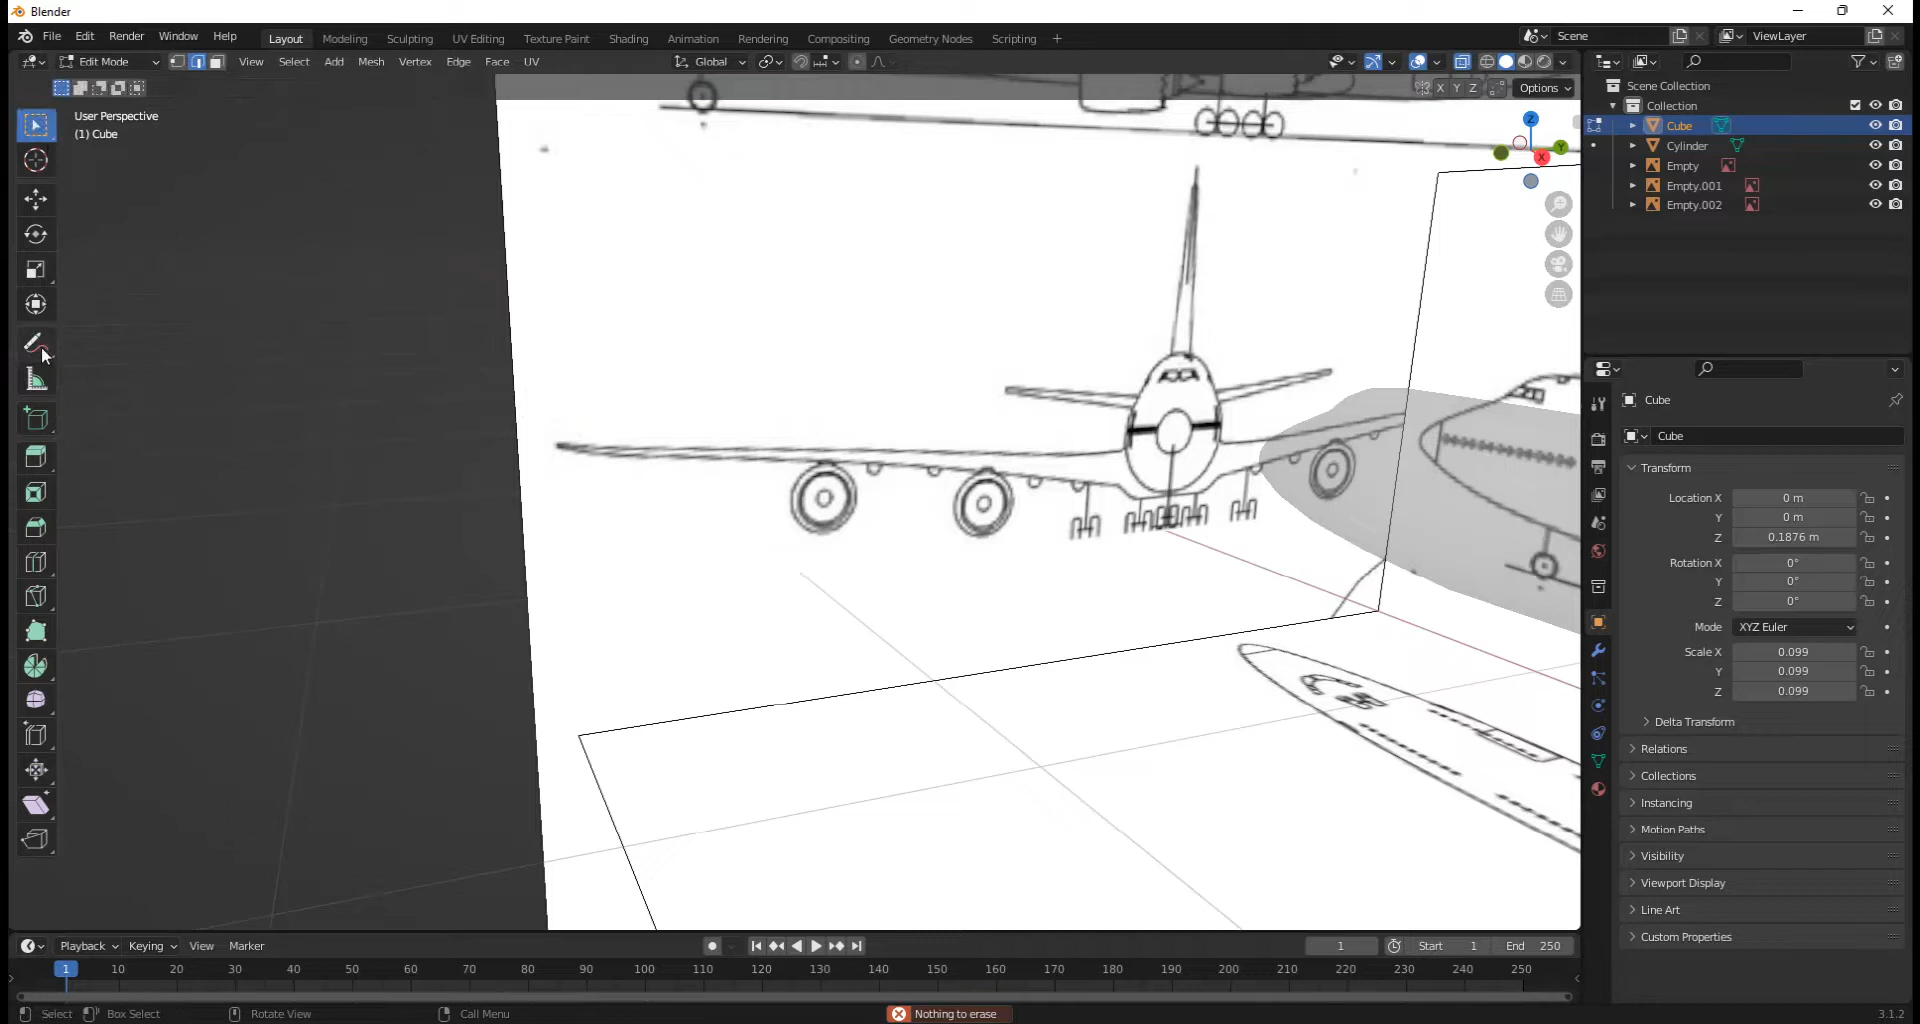 Blender
File Edit Render Window Help Layout Modeling Sculpting UV Editing Texture Paint Shading Animation Rendering Compositing Geometry Nodes Scripting + Scene ViewLayer
Edit Mode View Select Add Mesh Vertex Edge Face UV Global
X Y Z Options
User Perspective
(1) Cube
Z
Y
X
Scene Collection
Collection
Cube
Cylinder
Empty
Empty.001
Empty.002
Cube
Cube
Transform
Location X 0 m
Y 0 m
Z 0.1876 m
Rotation X 0°
Y 0°
Z 0°
Mode XYZ Euler
Scale X 0.099
Y 0.099
Z 0.099
Delta Transform
Relations
Collections
Instancing
Motion Paths
Visibility
Viewport Display
Line Art
Custom Properties
Playback Keying View Marker 1 Start 1 End 250
1 10 20 30 40 50 60 70 80 90 100 110 120 130 140 150 160 170 180 190 200 210 220 230 240 250
Select Box Select Rotate View Call Menu Nothing to erase 3.1.2